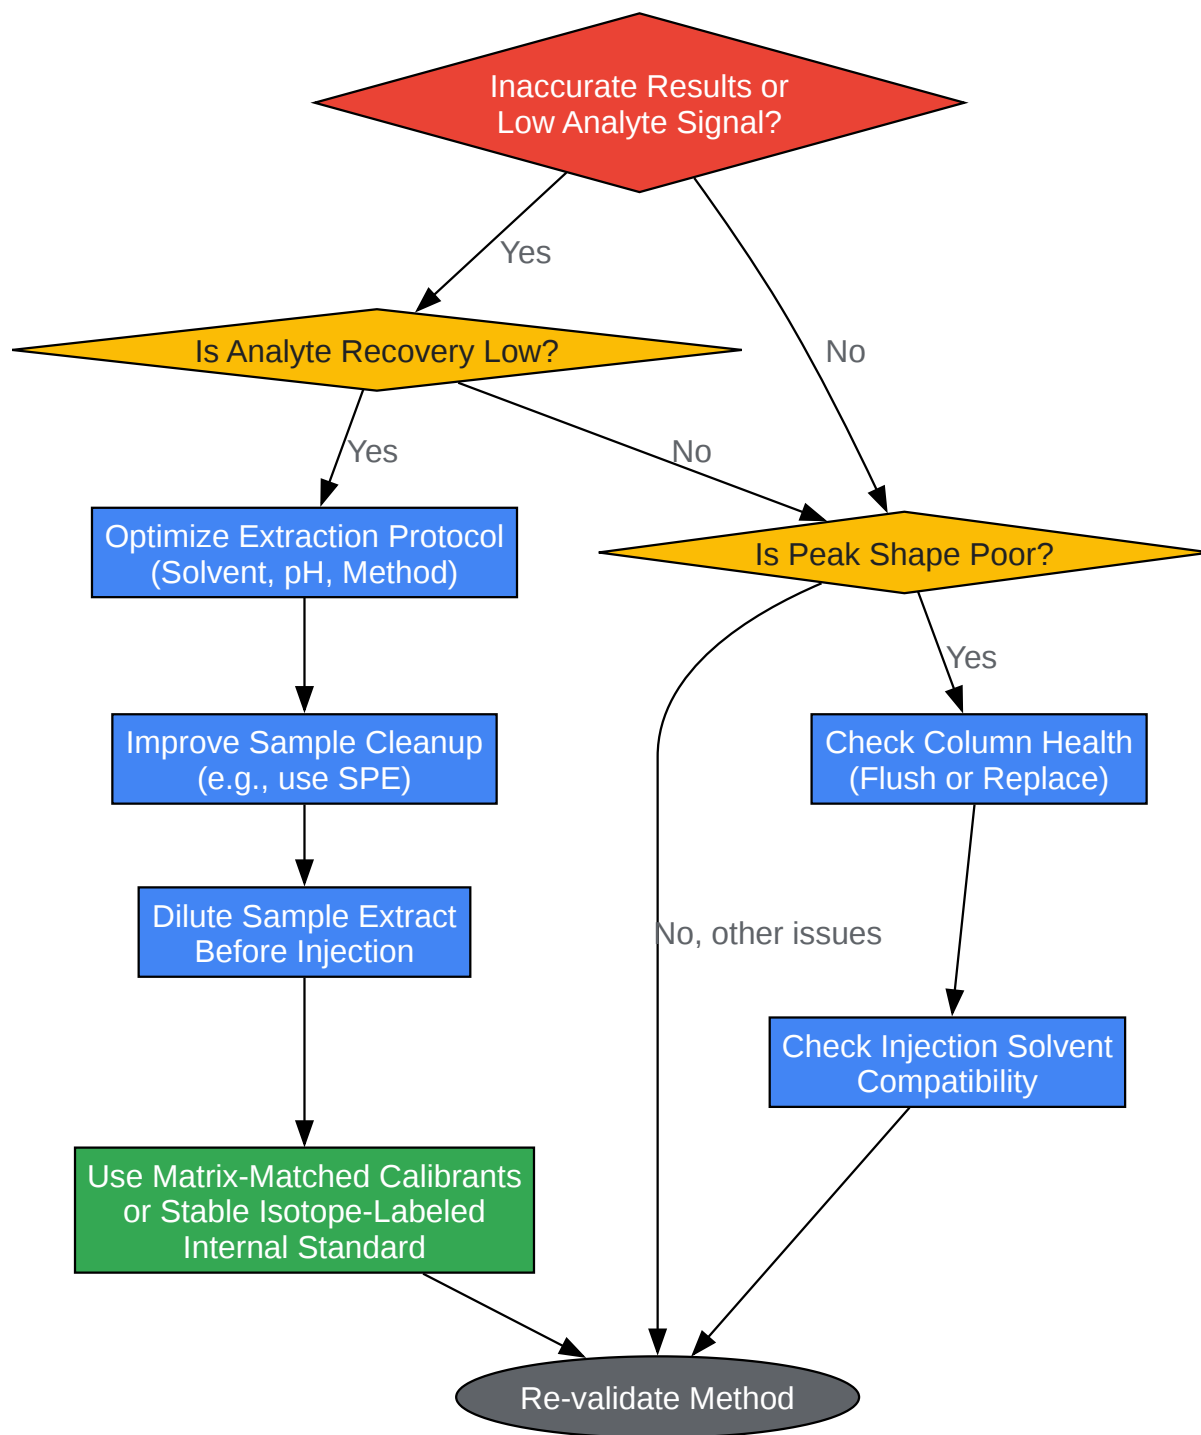 Inaccurate Results or
Low Analyte Signal?
Yes
No
Is Analyte Recovery Low?
Yes
No
Optimize Extraction Protocol
(Solvent, pH, Method)
Is Peak Shape Poor?
Yes
Improve Sample Cleanup
(e.g., use SPE)
Check Column Health
(Flush or Replace)
Dilute Sample Extract
Before Injection
No, other issues
Check Injection Solvent
Compatibility
Use Matrix-Matched Calibrants
or Stable Isotope-Labeled
Internal Standard
Re-validate Method